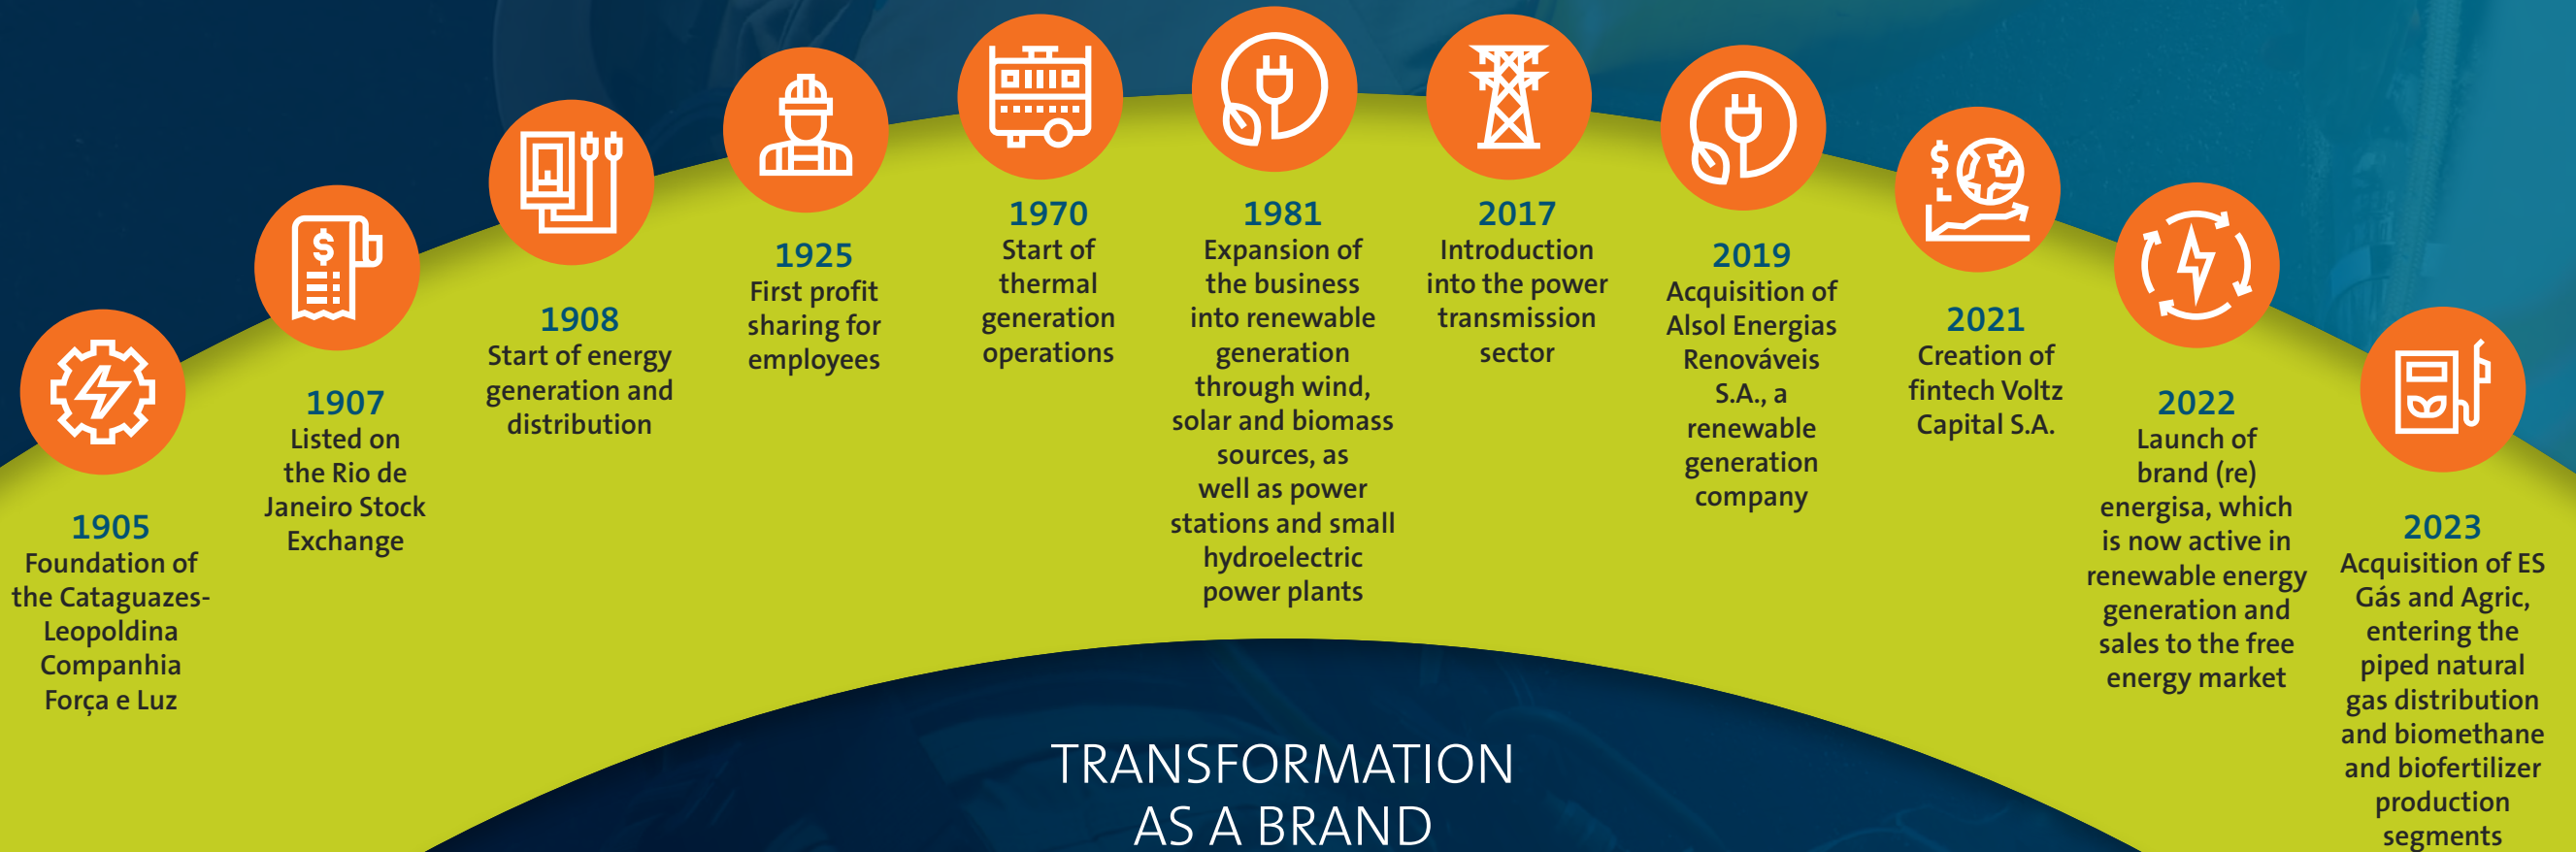 1905
Foundation of
the Cataguazes-
Leopoldina
Companhia
Força e Luz
1907
Listed on
the Rio de
Janeiro Stock
Exchange
1908
Start of energy
generation and
distribution
1925
First profit
sharing for
employees
1970
Start of
thermal
generation
operations
1981
Expansion of
the business
into renewable
generation
through wind,
solar and biomass
sources, as
well as power
stations and small
hydroelectric
power plants
2017
Introduction
into the power
transmission
sector
2019
Acquisition of
Alsol Energias
Renováveis
S.A., a
renewable
generation
company
2021
Creation of
fintech Voltz
Capital S.A.
2022
Launch of
brand (re)
energisa, which
is now active in
renewable energy
generation and
sales to the free
energy market
2023
Acquisition of ES
Gás and Agric,
entering the
piped natural
gas distribution
and biomethane
and biofertilizer
production
segments
TRANSFORMATION
AS A BRAND